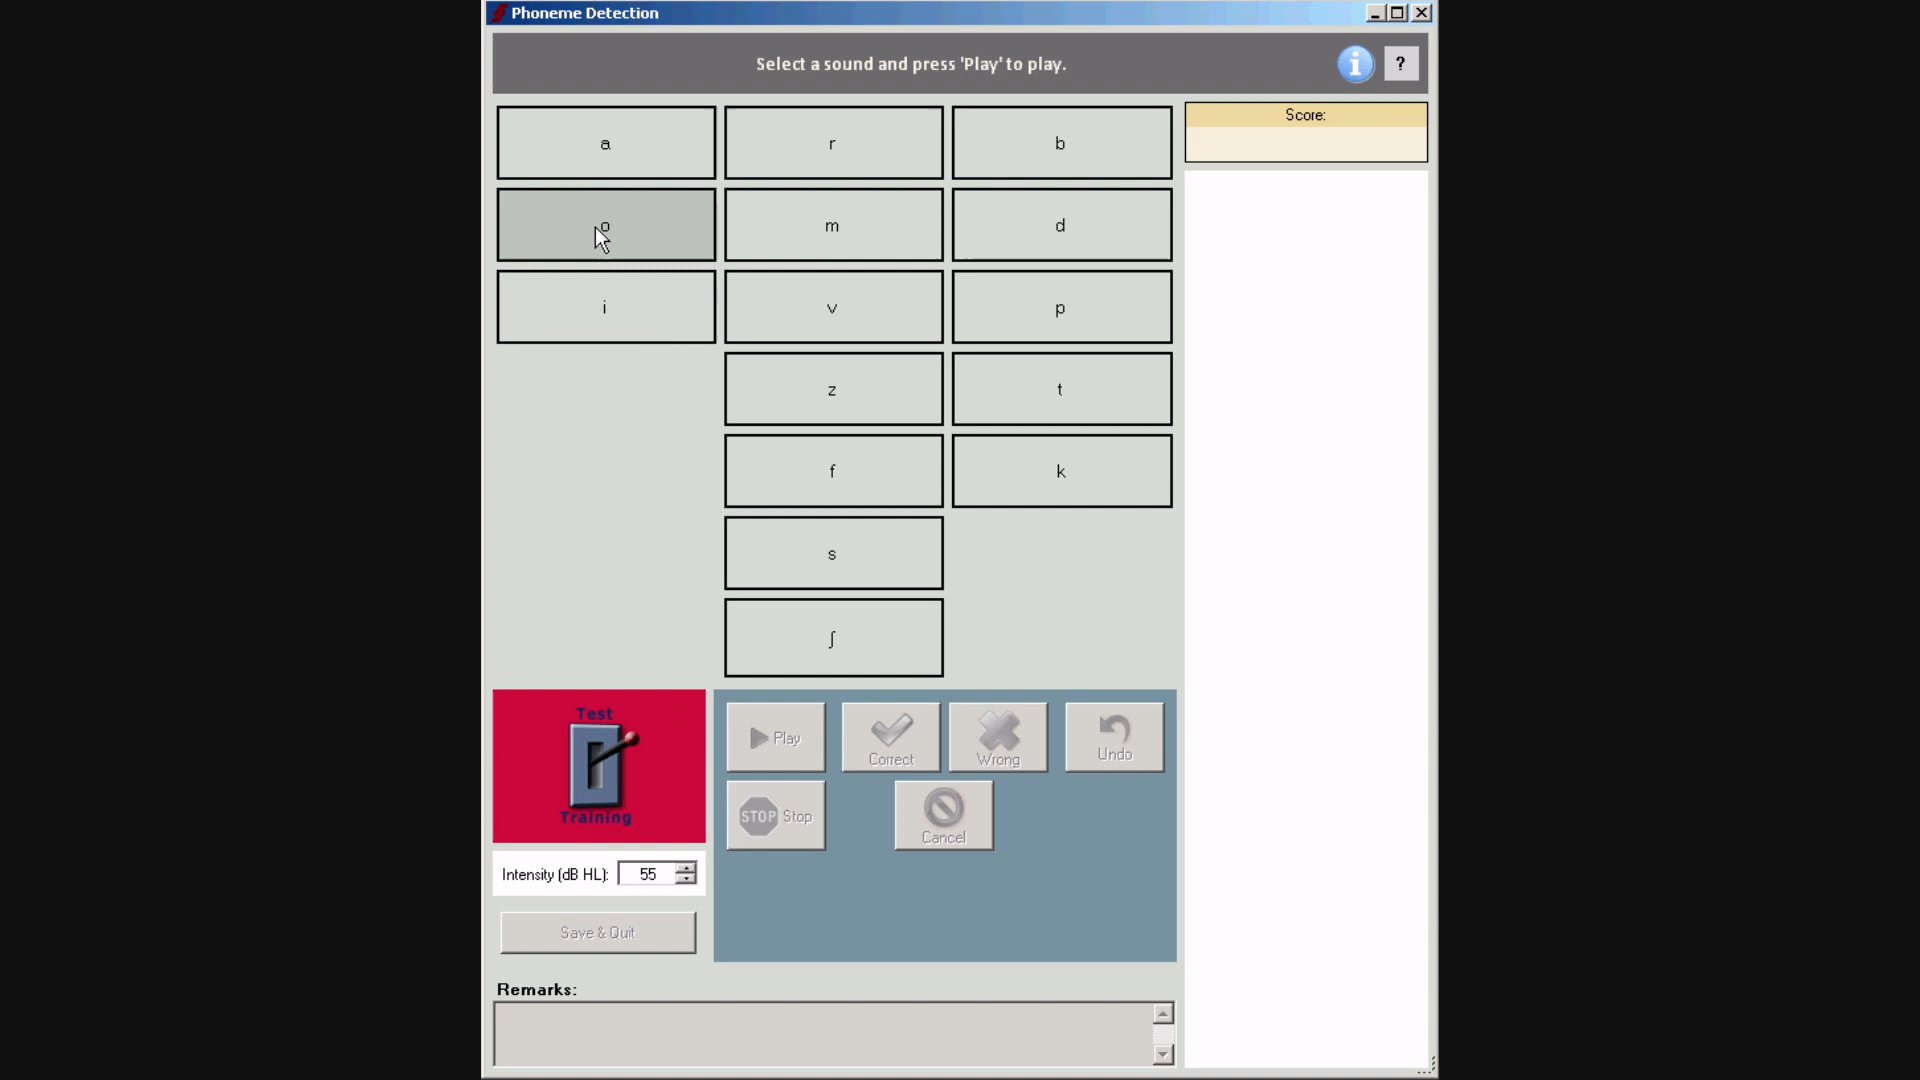 Phoneme Detection
Select a sound and press 'Play' to play.
?
a
r
b
Score:
o
m
d
i
v
p
z
t
f
k
s
ʃ
Test
Training
Play
Correct
Wrong
Undo
STOP Stop
Cancel
Intensity (dB HL): 55
Save & Quit
Remarks: